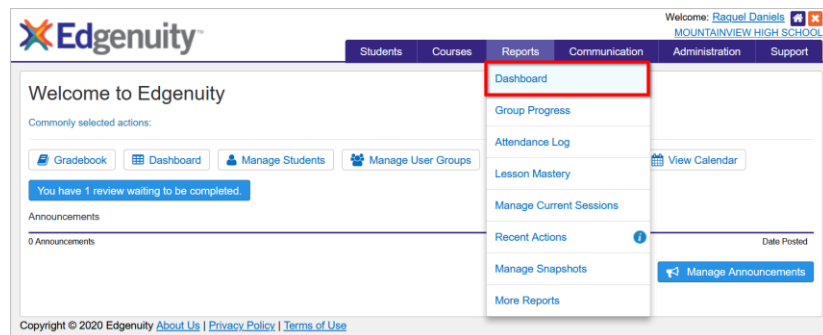 Welcome: Raquel Daniels
MOUNTAINVIEW HIGH SCHOOL
Edgenuity
Students Courses Reports Communication Administration Support
Welcome to Edgenuity
Commonly selected actions:
Gradebook Dashboard Manage Students Manage User Groups View Calendar
You have 1 review waiting to be completed.
Announcements
0 Announcements Date Posted
Manage Announcements
Dashboard
Group Progress
Attendance Log
Lesson Mastery
Manage Current Sessions
Recent Actions
Manage Snapshots
More Reports
Copyright © 2020 Edgenuity About Us | Privacy Policy | Terms of Use